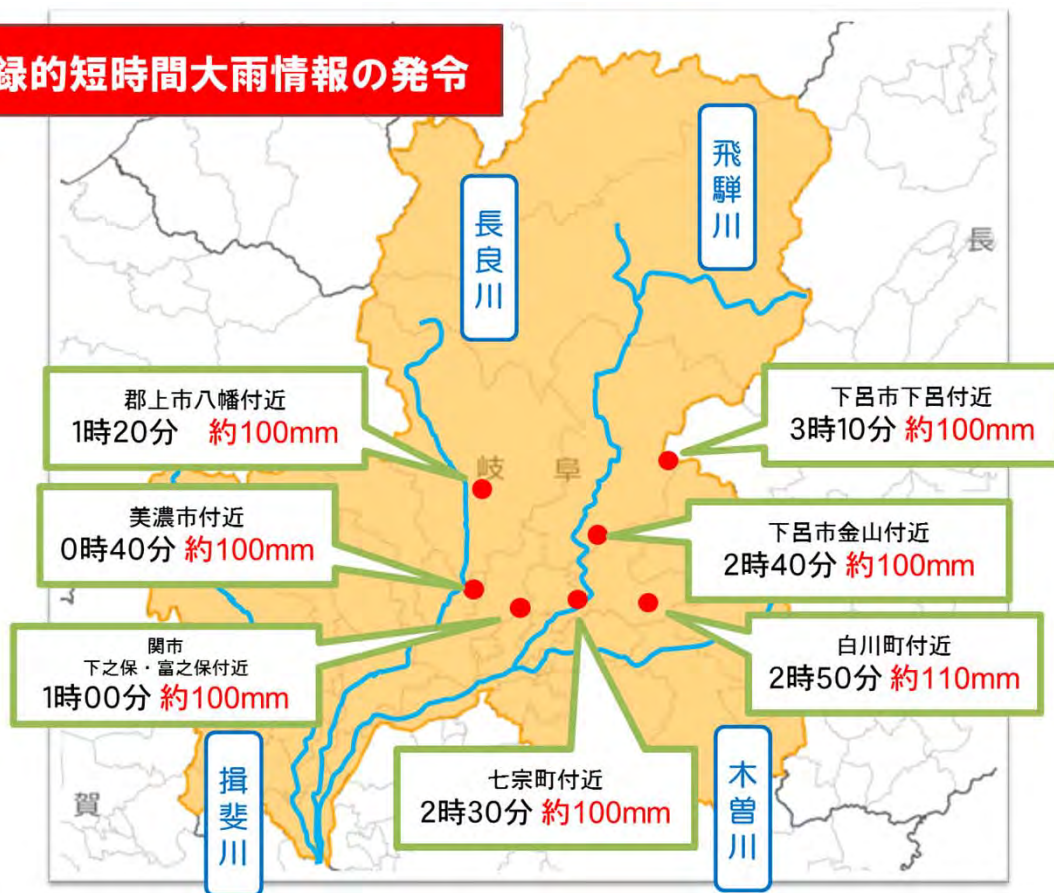 録的短時間大雨情報の発令
飛騨川
長良川
長
郡上市八幡付近
1時20分 約100mm
下呂市下呂付近
3時10分 約100mm
岐阜
美濃市付近
0時40分 約100mm
下呂市金山付近
2時40分 約100mm
関市
下之保・富之保付近
1時00分 約100mm
白川町付近
2時50分 約110mm
七宗町付近
2時30分 約100mm
揖斐川
木曽川
賀